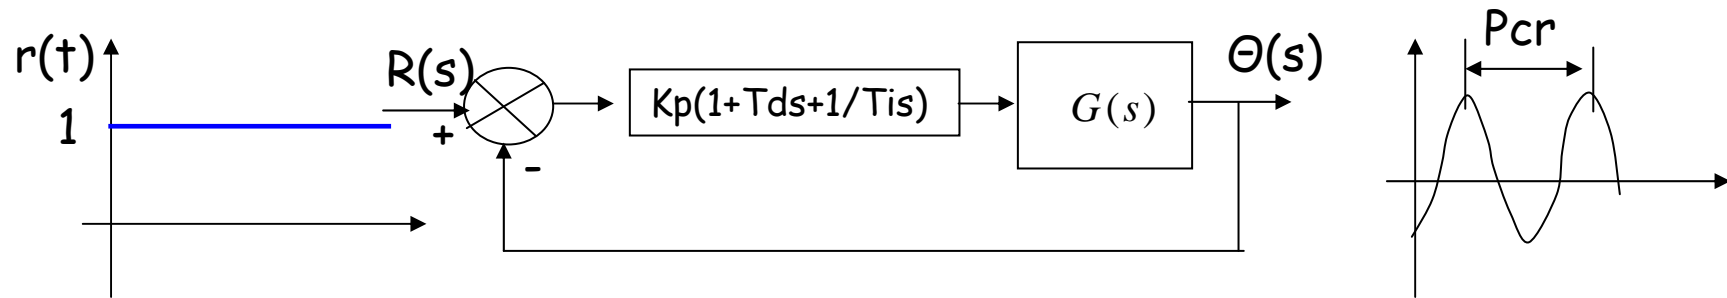 r(t)
1
R(s)
+
-
Kp(1+Tds+1/Tis)
G(s)
Θ(s)
Pcr